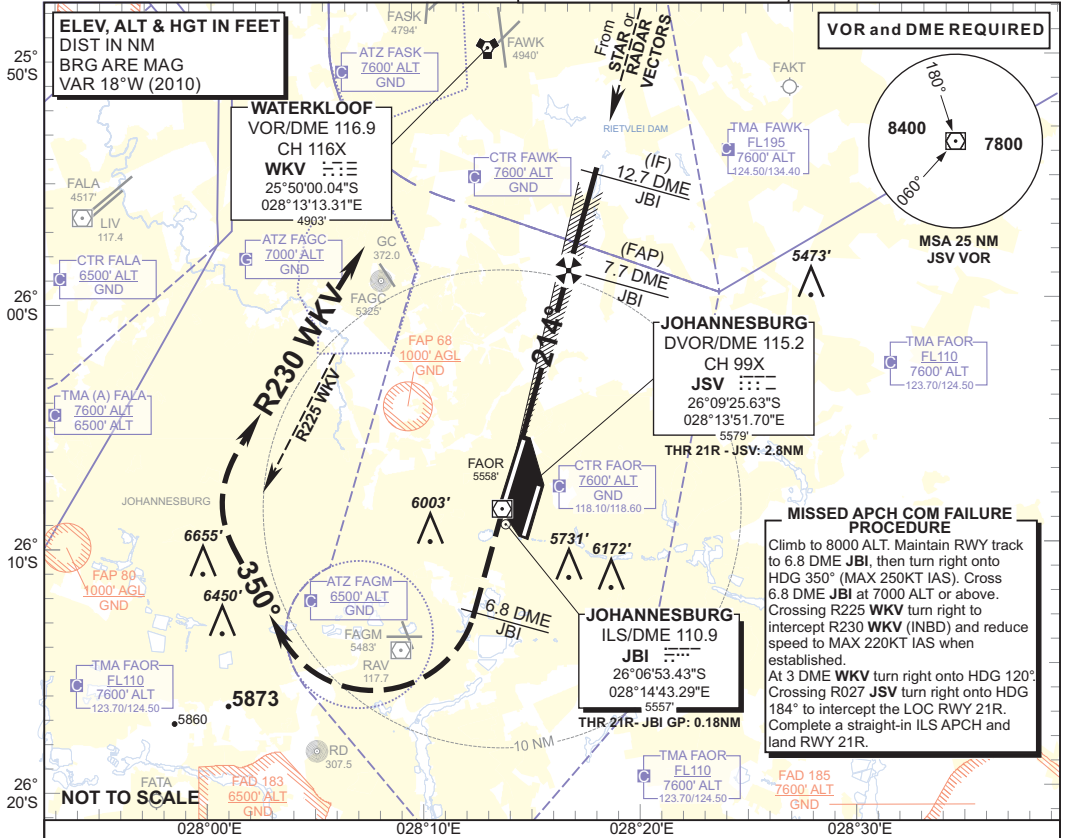 ELEV, ALT & HGT IN FEET
DIST IN NM
BRG ARE MAG
VAR 18°W (2010)
VOR and DME REQUIRED
180°
8400
7800
060°
MSA 25 NM
JSV VOR
From
STAR or
RADAR
VECTORS
FASK
4794'
FAWK
4940'
FAKT
ATZ FASK
7600' ALT
GND
C
WATERKLOOF
VOR/DME 116.9
CH 116X
WKV
25°50'00.04"S
028°13'13.31"E
4903'
RIETVLEI DAM
CTR FAWK
7600' ALT
GND
C
TMA FAWK
FL195
7600' ALT
124.50/134.40
C
(IF)
12.7 DME
JBI
(FAP)
7.7 DME
JBI
FALA
4517'
LIV
117.4
CTR FALA
6500' ALT
GND
C
ATZ FAGC
7000' ALT
GND
G
GC
372.0
FAGC
5325'
5473'
214°
R230 WKV
R225 WKV
FAP 68
1000' AGL
GND
JOHANNESBURG
DVOR/DME 115.2
CH 99X
JSV
26°09'25.63"S
028°13'51.70"E
5579'
THR 21R - JSV: 2.8NM
TMA FAOR
FL110
7600' ALT
123.70/124.50
C
TMA (A) FALA
7600' ALT
6500' ALT
C
FAOR
5558'
CTR FAOR
7600' ALT
GND
118.10/118.60
C
JOHANNESBURG
6655'
6003'
5731'
6172'
6450'
350°
FAP 80
1000' AGL
GND
ATZ FAGM
6500' ALT
GND
C
FAGM
5483'
RAV
117.7
6.8 DME
JBI
JOHANNESBURG
ILS/DME 110.9
JBI
26°06'53.43"S
028°14'43.29"E
5557'
THR 21R- JBI GP: 0.18NM
MISSED APCH COM FAILURE
PROCEDURE
Climb to 8000 ALT. Maintain RWY track
to 6.8 DME JBI, then turn right onto
HDG 350° (MAX 250KT IAS). Cross
6.8 DME JBI at 7000 ALT or above.
Crossing R225 WKV turn right to
intercept R230 WKV (INBD) and reduce
speed to MAX 220KT IAS when
established.
At 3 DME WKV turn right onto HDG 120°.
Crossing R027 JSV turn right onto HDG
184° to intercept the LOC RWY 21R.
Complete a straight-in ILS APCH and
land RWY 21R.
TMA FAOR
FL110
7600' ALT
123.70/124.50
C
5873
5860
RD
307.5
10 NM
FATA
FAD 183
6500' ALT
GND
TMA FAOR
FL110
7600' ALT
123.70/124.50
C
FAD 185
7600' ALT
GND
NOT TO SCALE
25°
50'S
26°
00'S
26°
10'S
26°
20'S
028°00'E
028°10'E
028°20'E
028°30'E